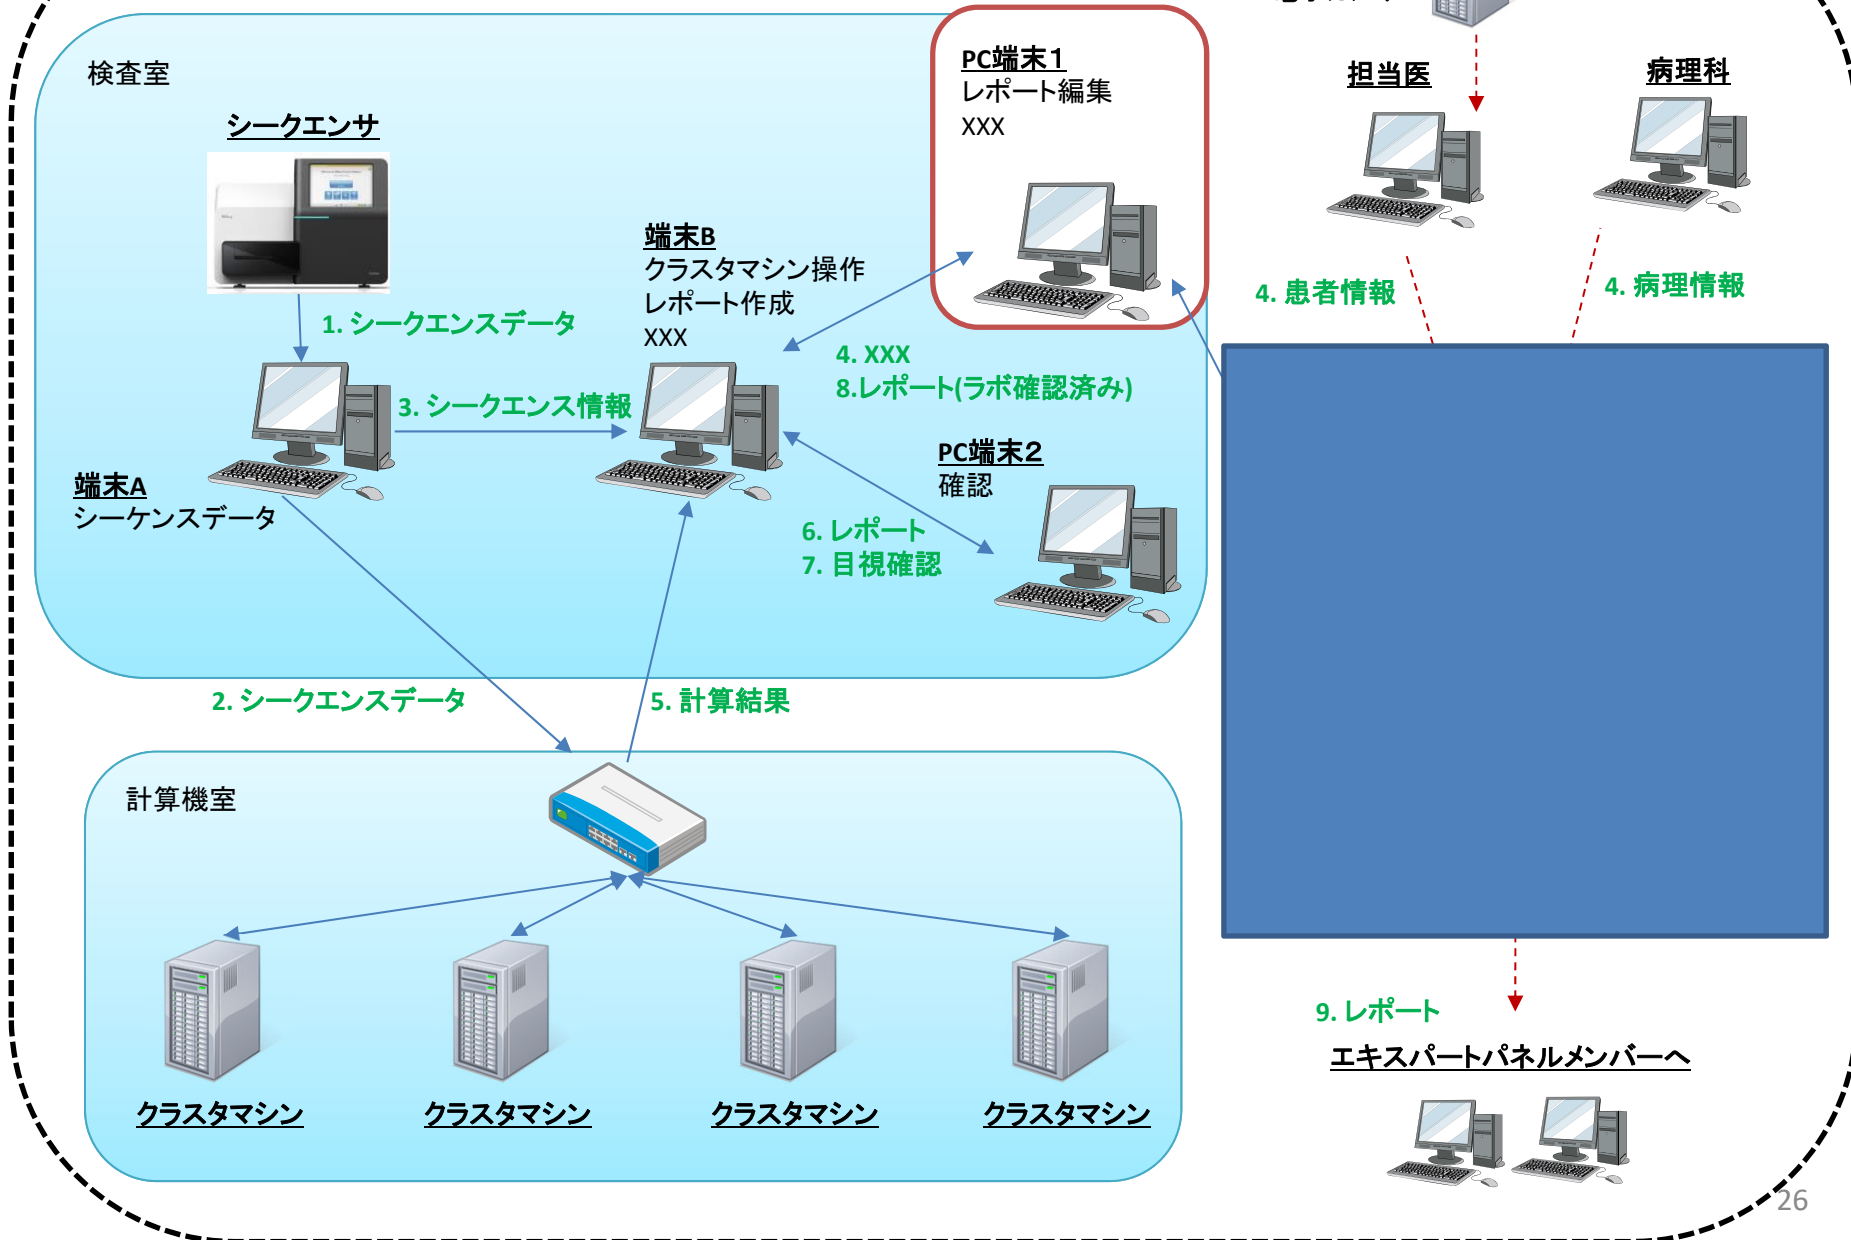 検査室
シークエンサ
PC端末１
レポート編集
XXX
担当医
病理科
端末B
クラスタマシン操作
レポート作成
XXX
1. シークエンスデータ
4. 患者情報
4. 病理情報
4. XXX
8.レポート(ラボ確認済み)
3. シークエンス情報
PC端末２
確認
端末A
シーケンスデータ
6. レポート
7. 目視確認
2. シークエンスデータ
5. 計算結果
計算機室
9. レポート
エキスパートパネルメンバーへ
クラスタマシン
クラスタマシン
クラスタマシン
クラスタマシン
26